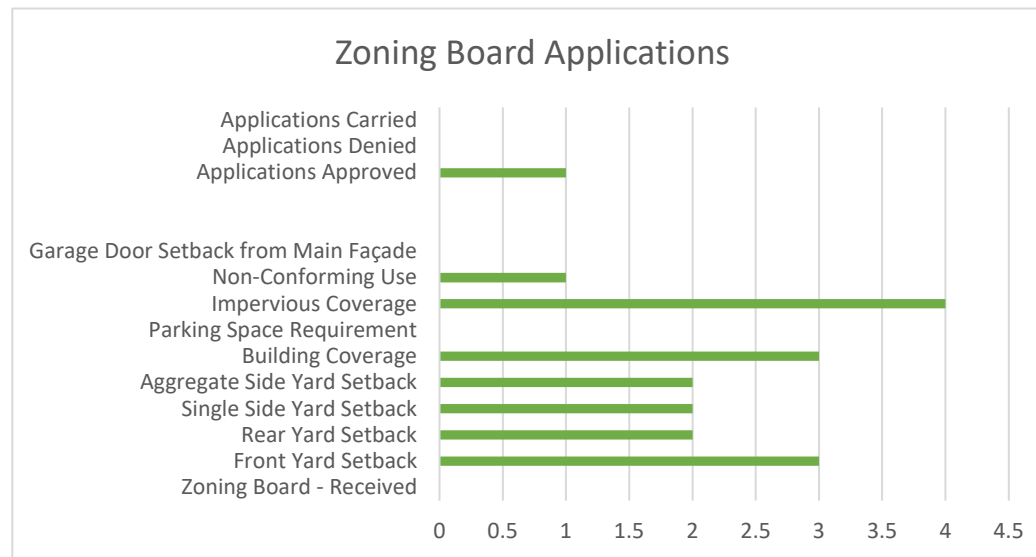 Zoning Board Applications
Applications Carried
Applications Denied
Applications Approved
Garage Door Setback from Main Façade
Non-Conforming Use
Impervious Coverage
Parking Space Requirement
Building Coverage
Aggregate Side Yard Setback
Single Side Yard Setback
Rear Yard Setback
Front Yard Setback
Zoning Board - Received
0 0.5 1 1.5 2 2.5 3 3.5 4 4.5